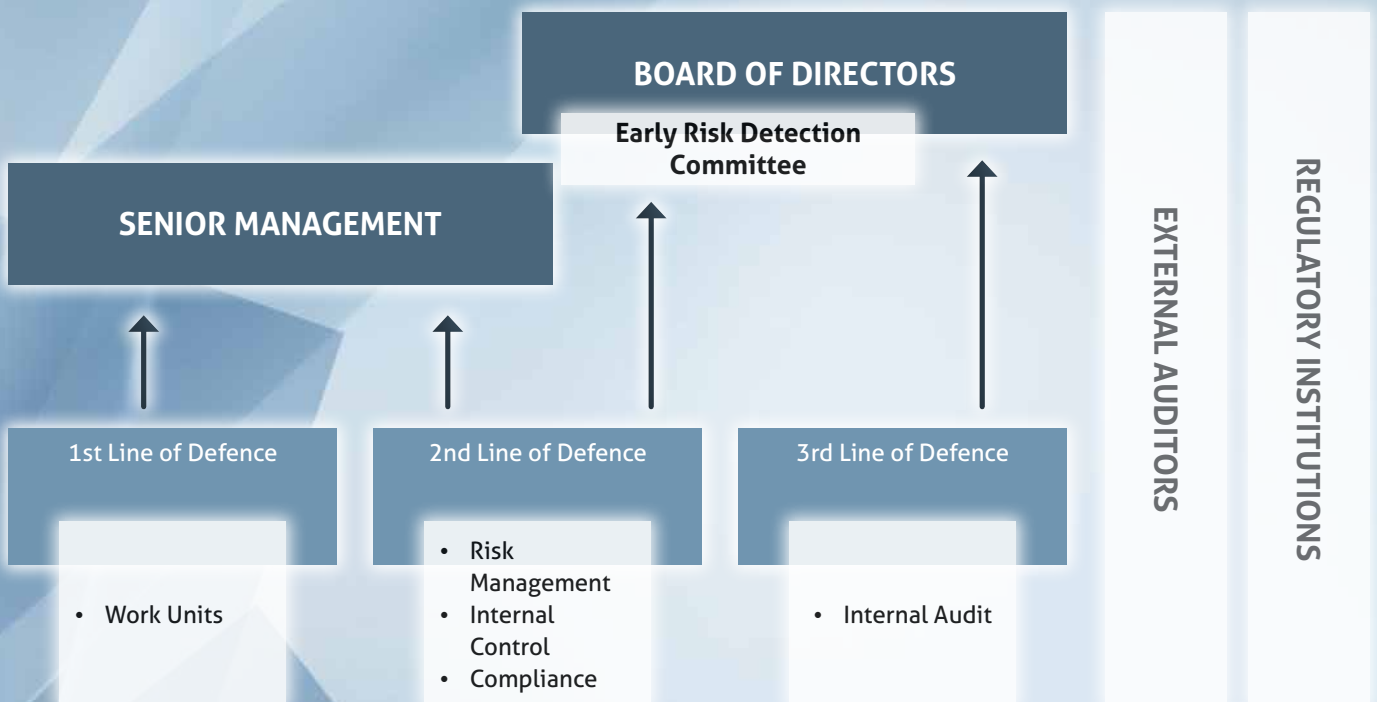 BOARD OF DIRECTORS
Early Risk Detection
Committee
SENIOR MANAGEMENT
1st Line of Defence
• Work Units
2nd Line of Defence
• Risk
Management
• Internal
Control
• Compliance
3rd Line of Defence
• Internal Audit
EXTERNAL AUDITORS
REGULATORY INSTITUTIONS